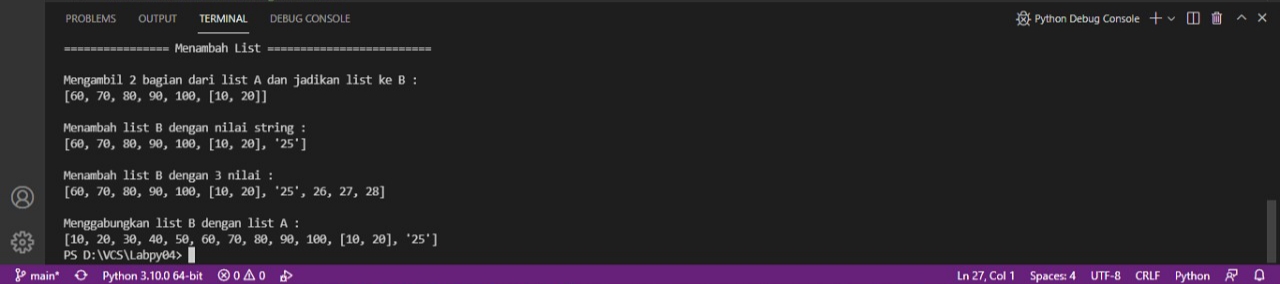 PROBLEMS OUTPUT TERMINAL DEBUG CONSOLE Python Debug Console
================ Menambah List =========================
Mengambil 2 bagian dari list A dan jadikan list ke B :
[60, 70, 80, 90, 100, [10, 20]]
Menambah list B dengan nilai string :
[60, 70, 80, 90, 100, [10, 20], '25']
Menambah list B dengan 3 nilai :
[60, 70, 80, 90, 100, [10, 20], '25', 26, 27, 28]
Menggabungkan list B dengan list A :
[10, 20, 30, 40, 50, 60, 70, 80, 90, 100, [10, 20], '25']
PS D:\VCS\Labpy04>
main* Python 3.10.0 64-bit 0 0 Ln 27, Col 1 Spaces: 4 UTF-8 CRLF Python